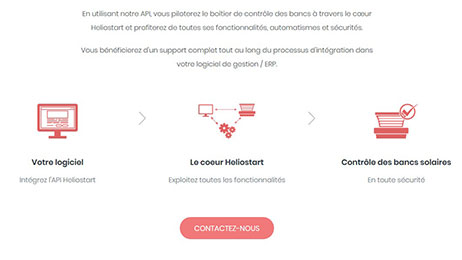 En utilisant notre API, vous piloterez le boîtier de contrôle des bancs à travers le cœur
Heliostart et profiterez de toutes ses fonctionnalités, automatismes et sécurités.
Vous bénéficierez d'un support complet tout au long du processus d'intégration dans
votre logiciel de gestion / ERP.
Votre logiciel
Intégrez l'API Heliostart
Le coeur Heliostart
Exploitez toutes les fonctionnalités
Contrôle des bancs solaires
En toute sécurité
CONTACTEZ-NOUS